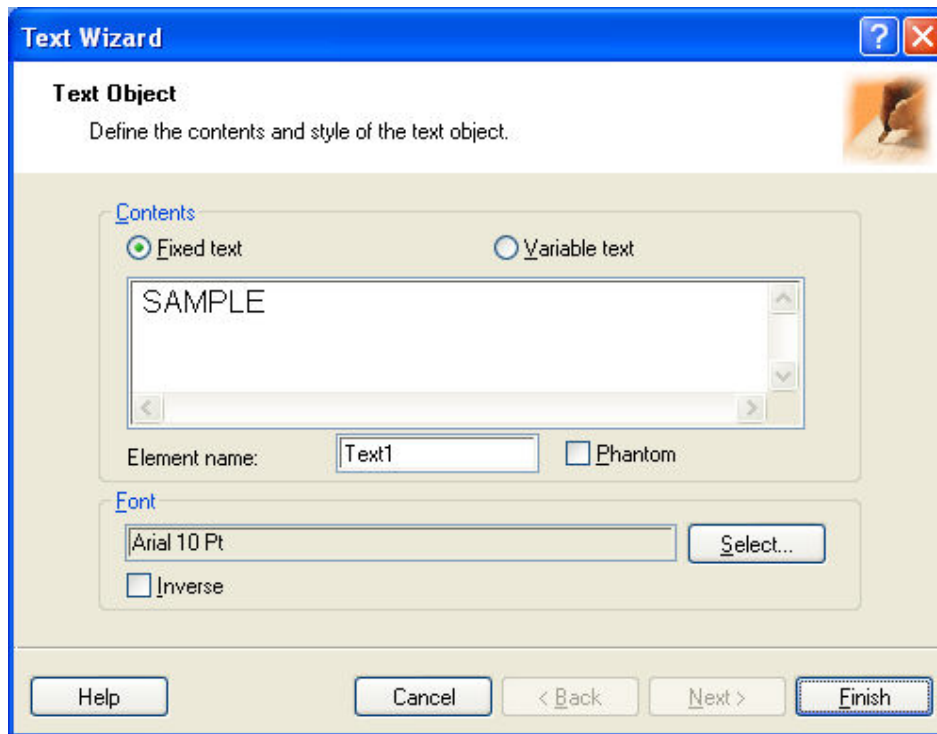 Text Wizard
Text Object
Define the contents and style of the text object.
Contents
Fixed text Variable text
SAMPLE
Element name: Text1 Phantom
Font
Arial 10 Pt Select...
Inverse
Help Cancel < Back Next > Finish